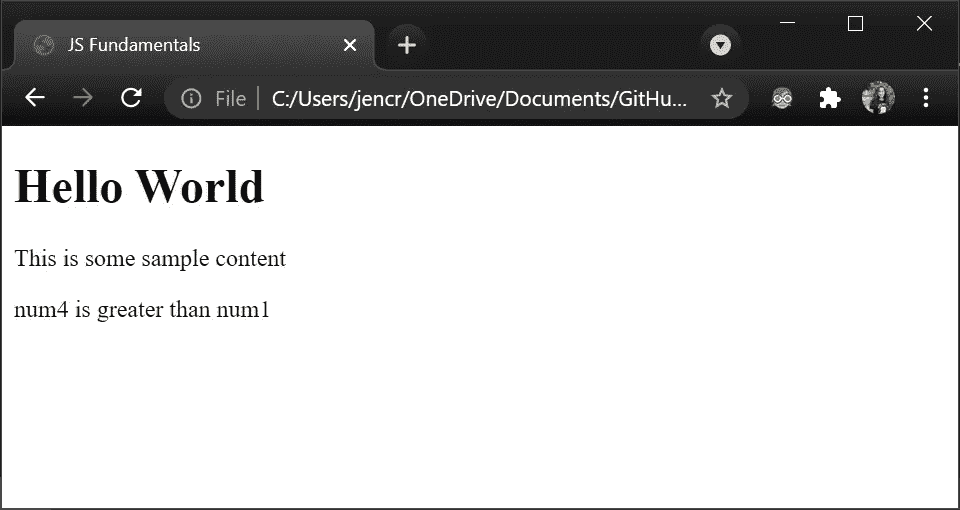 JS Fundamentals
File
C:/Users/jencr/OneDrive/Documents/GitHu...
Hello World
This is some sample content
num4 is greater than num1